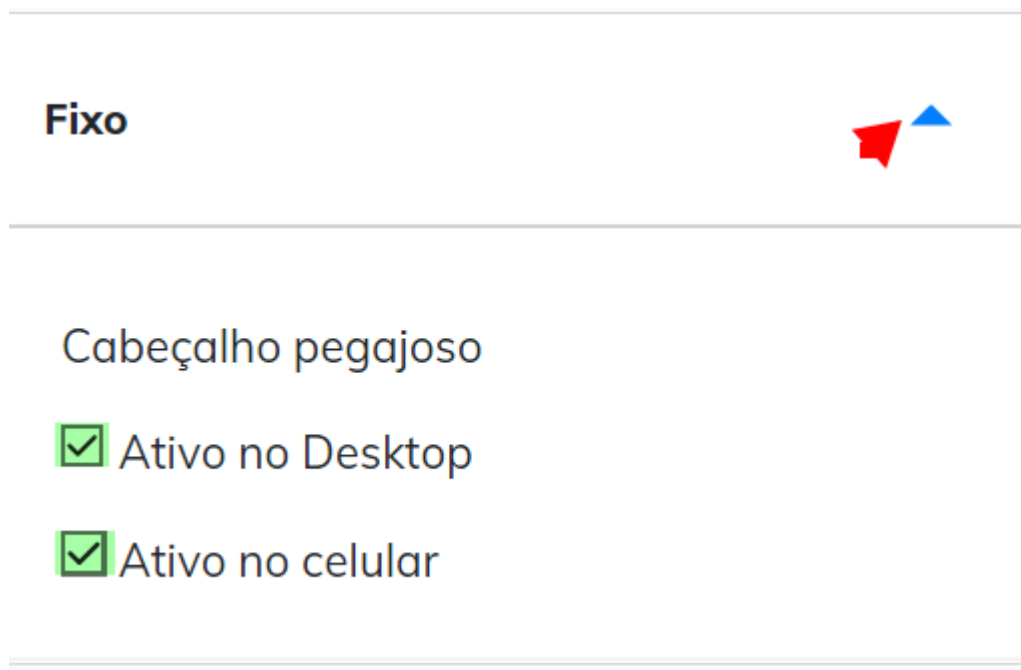 Fixo
Cabeçalho pegajoso
Ativo no Desktop
Ativo no celular